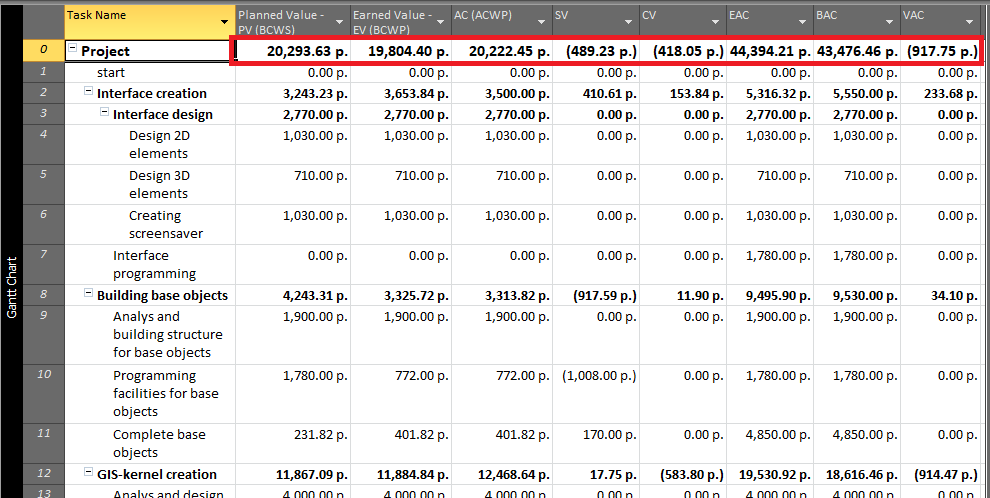 Task Name Planned Value - PV (BCWS) Earned Value - EV (BCWP) AC (ACWP) SV CV EAC BAC VAC
0 Project 20,293.63 p. 19,804.40 p. 20,222.45 p. (489.23 p.) (418.05 p.) 44,394.21 p. 43,476.46 p. (917.75 p.)
1 start 0.00 p. 0.00 p. 0.00 p. 0.00 p. 0.00 p. 0.00 p. 0.00 p. 0.00 p.
2 Interface creation 3,243.23 p. 3,653.84 p. 3,500.00 p. 410.61 p. 153.84 p. 5,316.32 p. 5,550.00 p. 233.68 p.
3 Interface design 2,770.00 p. 2,770.00 p. 2,770.00 p. 0.00 p. 0.00 p. 2,770.00 p. 2,770.00 p. 0.00 p.
4 Design 2D 1,030.00 p. 1,030.00 p. 1,030.00 p. 0.00 p. 0.00 p. 1,030.00 p. 1,030.00 p. 0.00 p.
elements
5 Design 3D 710.00 p. 710.00 p. 710.00 p. 0.00 p. 0.00 p. 710.00 p. 710.00 p. 0.00 p.
elements
6 Creating 1,030.00 p. 1,030.00 p. 1,030.00 p. 0.00 p. 0.00 p. 1,030.00 p. 1,030.00 p. 0.00 p.
screensaver
7 Interface 0.00 p. 0.00 p. 0.00 p. 0.00 p. 0.00 p. 1,780.00 p. 1,780.00 p. 0.00 p.
programming
Gantt Chart
8 Building base objects 4,243.31 p. 3,325.72 p. 3,313.82 p. (917.59 p.) 11.90 p. 9,495.90 p. 9,530.00 p. 34.10 p.
9 Analys and 1,900.00 p. 1,900.00 p. 1,900.00 p. 0.00 p. 0.00 p. 1,900.00 p. 1,900.00 p. 0.00 p.
building structure
for base objects
10 Programming 1,780.00 p. 772.00 p. 772.00 p. (1,008.00 p.) 0.00 p. 1,780.00 p. 1,780.00 p. 0.00 p.
facilities for base
objects
11 Complete base 231.82 p. 401.82 p. 401.82 p. 170.00 p. 0.00 p. 4,850.00 p. 4,850.00 p. 0.00 p.
objects
12 GIS-kernel creation 11,867.09 p. 11,884.84 p. 12,468.64 p. 17.75 p. (583.80 p.) 19,530.92 p. 18,616.46 p. (914.47 p.)
13 Analys and design 4,000.00 p. 4,000.00 p. 4,000.00 p. 0.00 p. 0.00 p. 4,000.00 p. 4,000.00 p. 0.00 p.